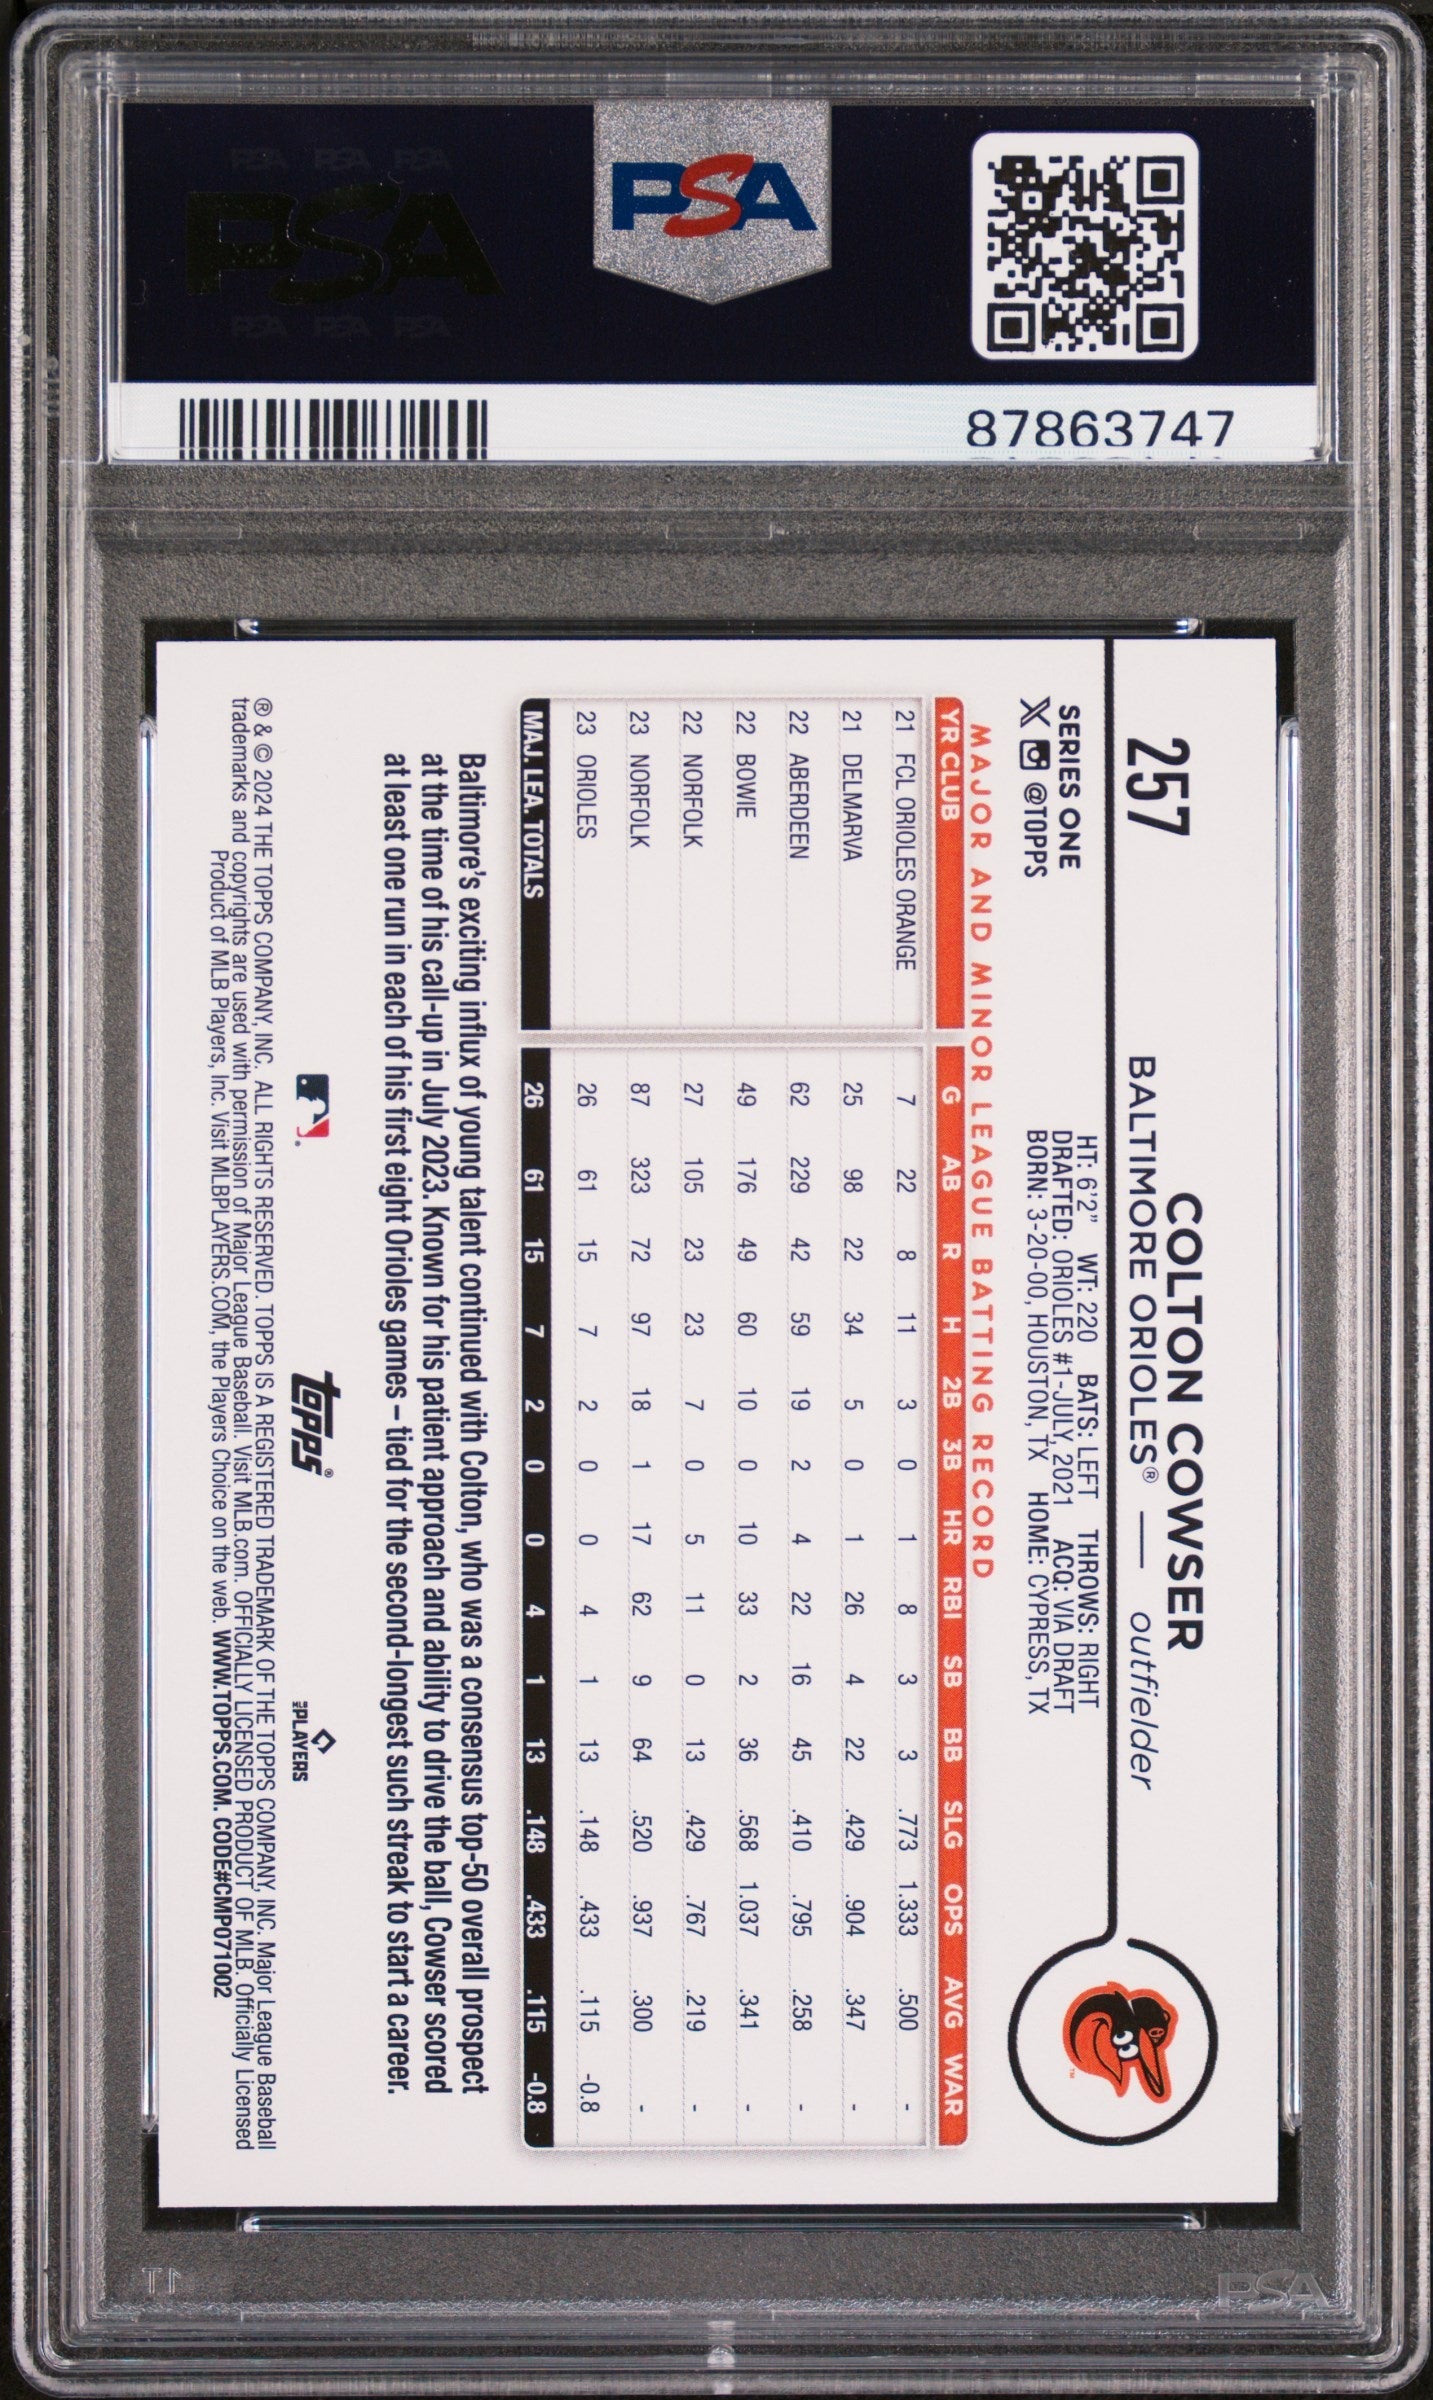 PSA PSA PSA
PSA
PSA PSA PSA
PSA
87863747
257
COLTON COWSER
BALTIMORE ORIOLES® — outfielder
SERIES ONE
X @TOPPS
HT: 6'2" WT: 220 BATS: LEFT THROWS: RIGHT
DRAFTED: ORIOLES #1-JULY, 2021 ACQ: VIA DRAFT
BORN: 3-20-00, HOUSTON, TX HOME: CYPRESS, TX
TM
MAJOR AND MINOR LEAGUE BATTING RECORD
YR CLUB G AB R H 2B 3B HR RBI SB BB SLG OPS AVG WAR
21 FCL ORIOLES ORANGE 7 22 8 11 3 0 1 8 3 3 .773 1.333 .500 -
21 DELMARVA 25 98 22 34 5 0 1 26 4 22 .429 .904 .347 -
22 ABERDEEN 62 229 42 59 19 2 4 22 16 45 .410 .795 .258 -
22 BOWIE 49 176 49 60 10 0 10 33 2 36 .568 1.037 .341 -
22 NORFOLK 27 105 23 23 7 0 5 11 0 13 .429 .767 .219 -
23 NORFOLK 87 323 72 97 18 1 17 62 9 64 .520 .937 .300 -
23 ORIOLES 26 61 15 7 2 0 0 4 1 13 .148 .433 .115 -0.8
MAJ. LEA. TOTALS 26 61 15 7 2 0 0 4 1 13 .148 .433 .115 -0.8
Baltimore's exciting influx of young talent continued with Colton, who was a consensus top-50 overall prospect
at the time of his call-up in July 2023. Known for his patient approach and ability to drive the ball, Cowser scored
at least one run in each of his first eight Orioles games – tied for the second-longest such streak to start a career.
topps®
MLB PLAYERS
® & © 2024 THE TOPPS COMPANY, INC. ALL RIGHTS RESERVED. TOPPS IS A REGISTERED TRADEMARK OF THE TOPPS COMPANY, INC. Major League Baseball
trademarks and copyrights are used with permission of Major League Baseball. Visit MLB.com. OFFICIALLY LICENSED PRODUCT OF MLB. Officially Licensed
Product of MLB Players, Inc. Visit MLBPLAYERS.COM, the Players Choice on the web. WWW.TOPPS.COM. CODE#CMP071002
PSA